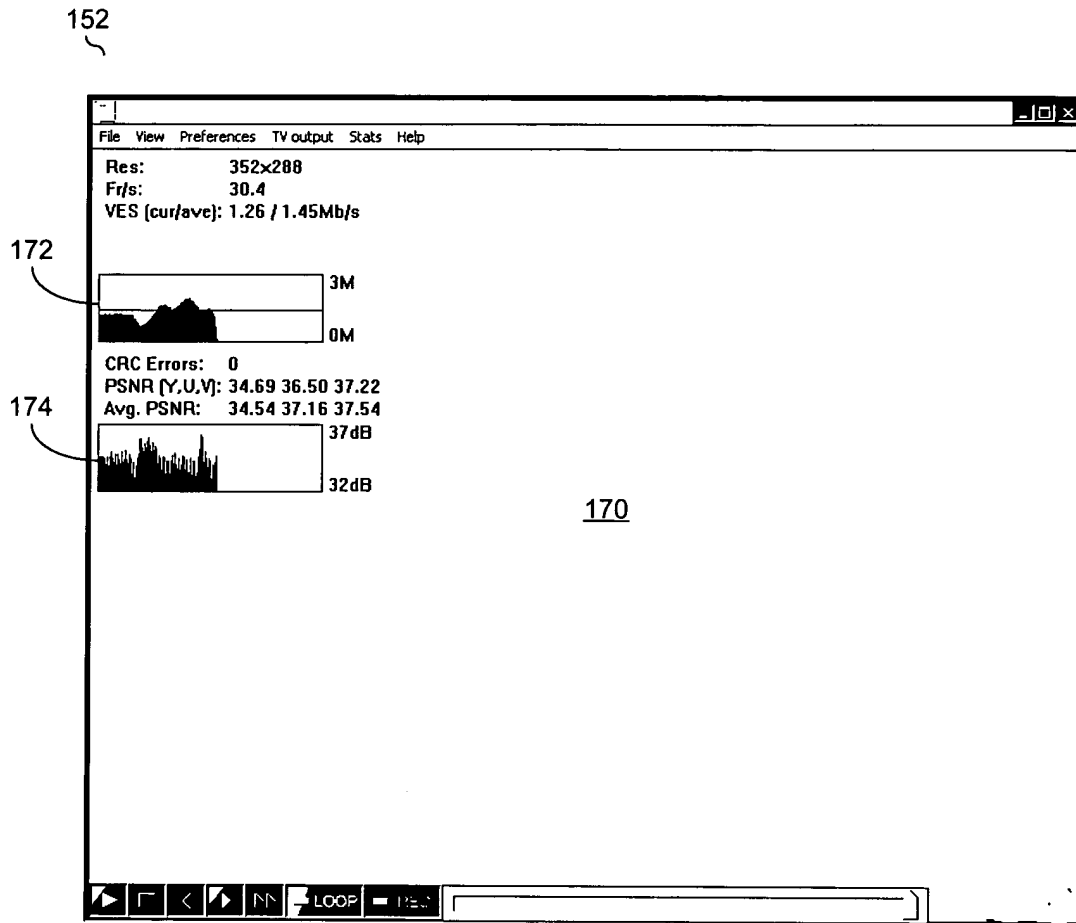 152
File View Preferences TV output Stats Help
Res: 352x288
Fr/s: 30.4
VES (cur/ave): 1.26 / 1.45Mb/s
172
3M
0M
CRC Errors: 0
PSNR (Y,U,V): 34.69 36.50 37.22
174
Avg. PSNR: 34.54 37.16 37.54
37dB
32dB
170
LOOP